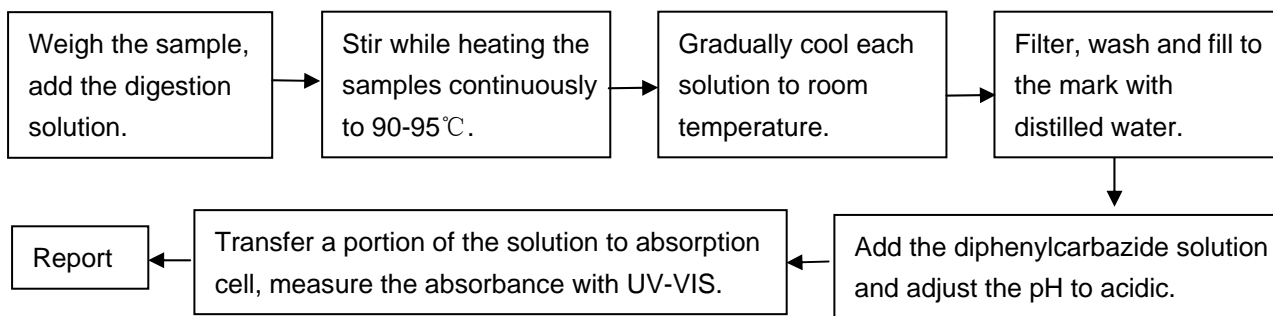 Weigh the sample,
add the digestion
solution.
Stir while heating the
samples continuously
to 90-95℃.
Gradually cool each
solution to room
temperature.
Filter, wash and fill to
the mark with
distilled water.
Add the diphenylcarbazide solution
and adjust the pH to acidic.
Transfer a portion of the solution to absorption
cell, measure the absorbance with UV-VIS.
Report